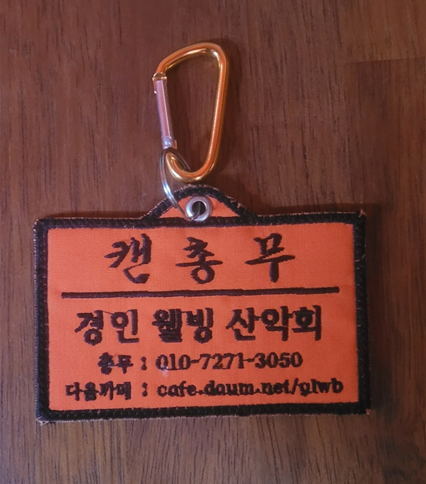 캔총무
경인 웰빙 산악회
총무 : 010-7271-3050
다음카페 : cafe.daum.net/glwb